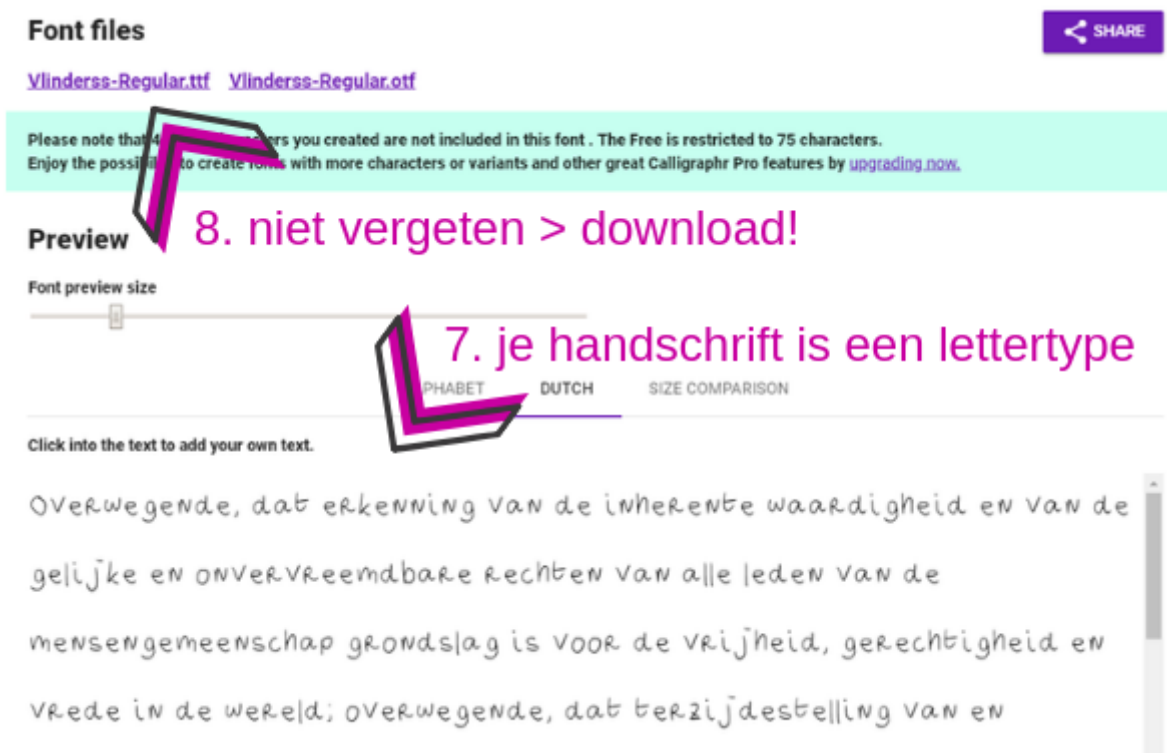 Font files
SHARE
Vlinderss-Regular.ttf Vlinderss-Regular.otf
Please note that you created are not included in this font . The Free is restricted to 75 characters.
Enjoy the to create with more characters or variants and other great Calligraphr Pro features by upgrading now.
8. niet vergeten > download!
Preview
Font preview size
7. je handschrift is een lettertype
DUTCH SIZE COMPARISON
Click into the text to add your own text.
Overwegende, dat erkenning van de inherente waardigheid en van de
gelijke en onvervreemdbare rechten van alle leden van de
mensengemeenschap grondslag is voor de vrijheid, gerechtigheid en
vrede in de wereld; overwegende, dat terzijdestelling van en